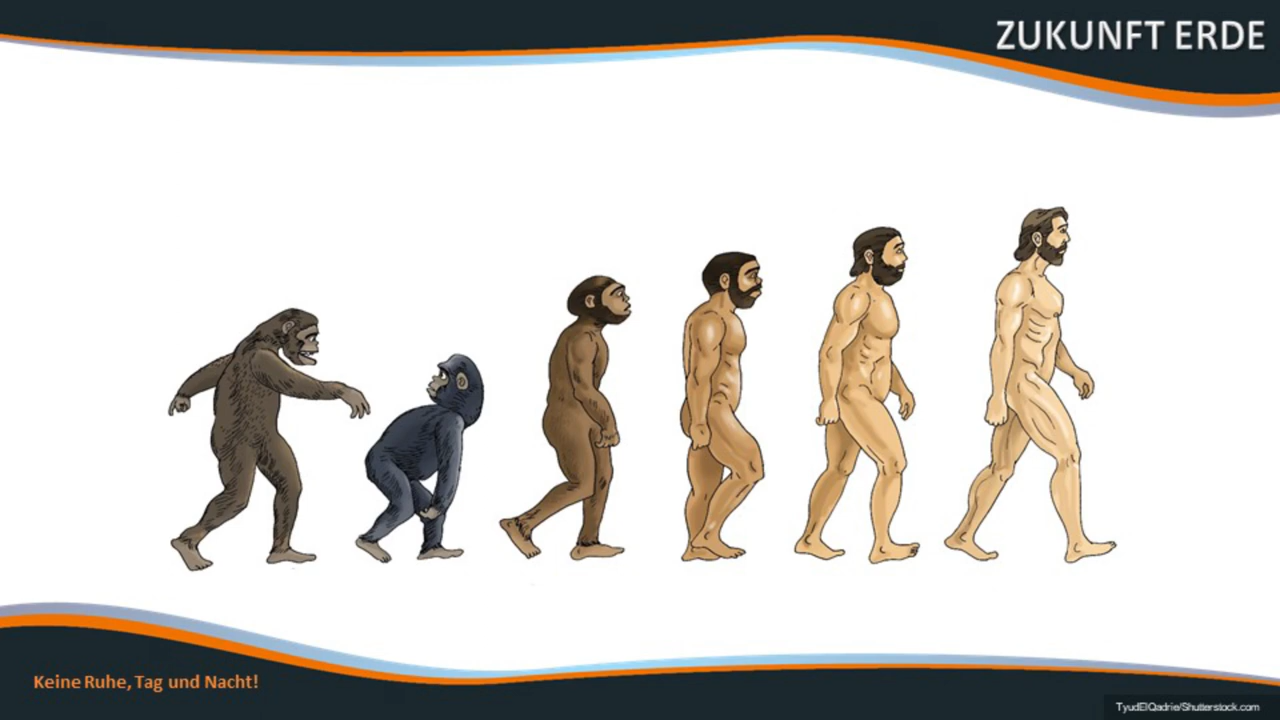 ZUKUNFT ERDE
Keine Ruhe, Tag und Nacht!
TyudElQadrie/Shutterstock.com